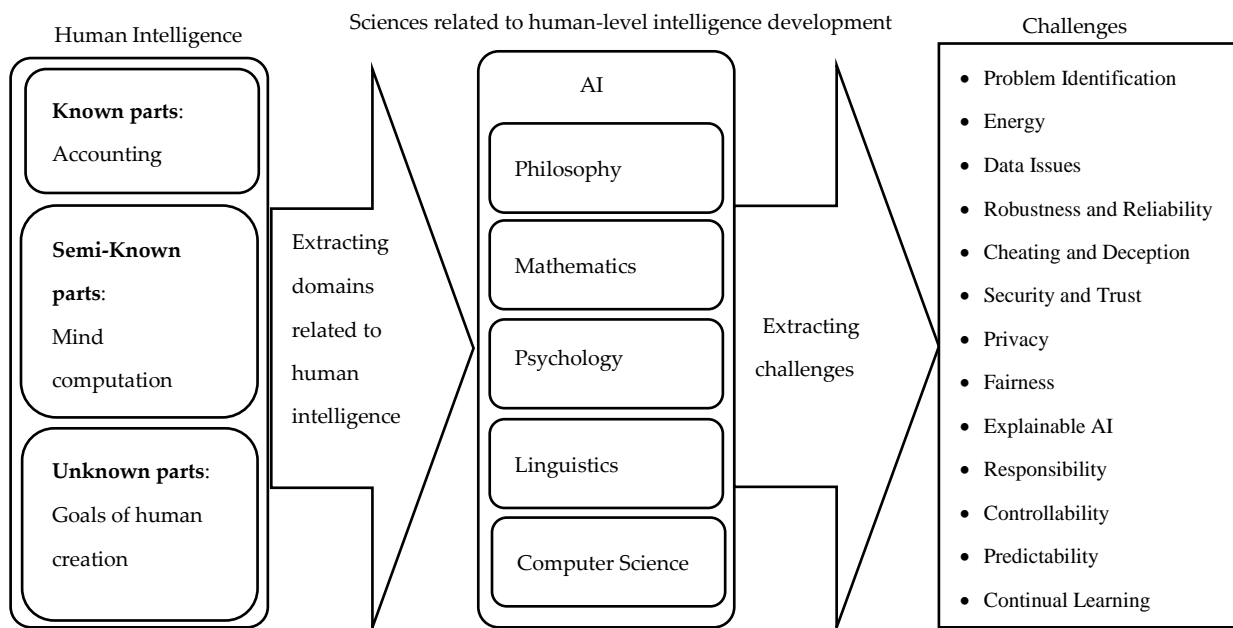 Human Intelligence
Known parts:
Accounting
Semi-Known
parts:
Mind
computation
Unknown parts:
Goals of human
creation
Extracting
domains
related to
human
intelligence
Sciences related to human-level intelligence development
AI
Philosophy
Mathematics
Psychology
Linguistics
Computer Science
Extracting
challenges
Challenges
• Problem Identification
• Energy
• Data Issues
• Robustness and Reliability
• Cheating and Deception
• Security and Trust
• Privacy
• Fairness
• Explainable AI
• Responsibility
• Controllability
• Predictability
• Continual Learning